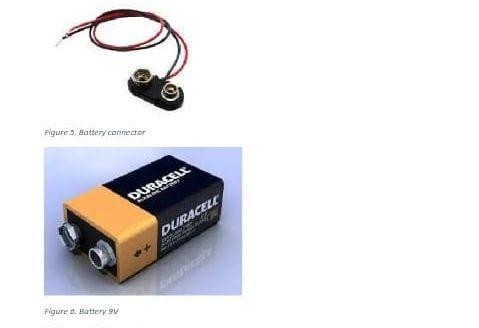 Figure 5. Battery connector
DURACELL
DURACELL
+
Figure 6. Battery 9V